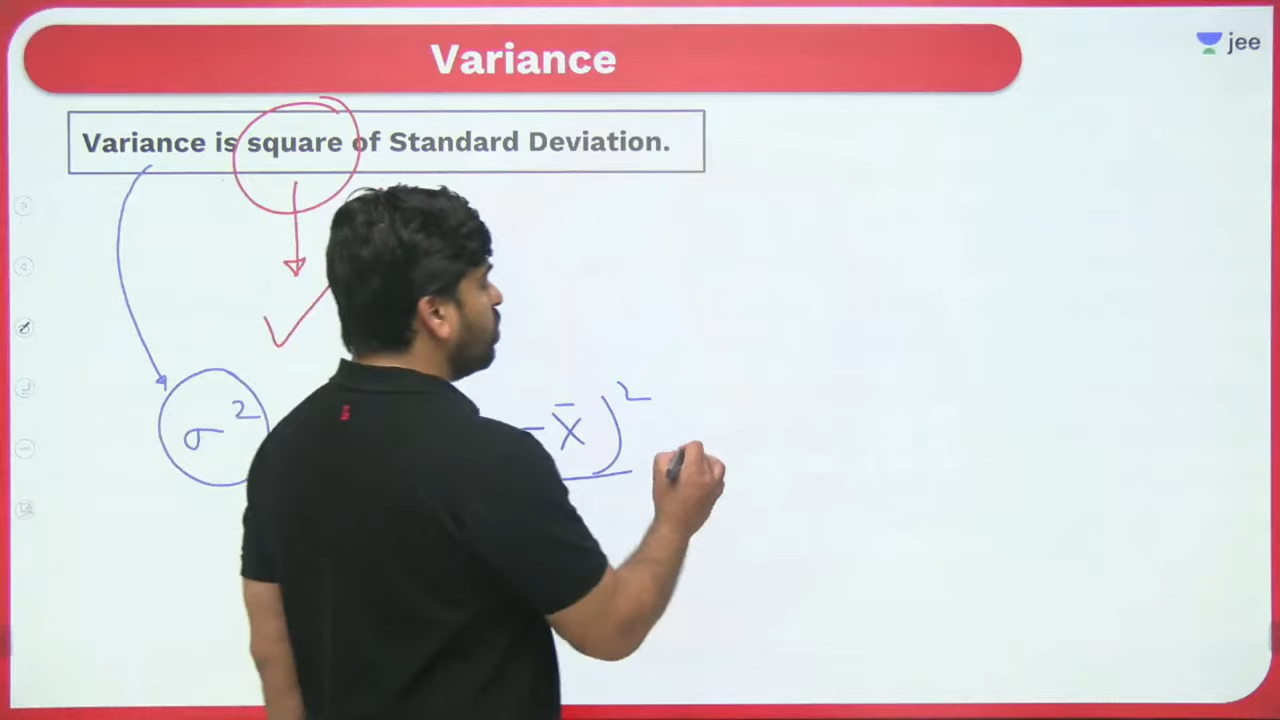 Variance
jee
Variance is square of Standard Deviation.
σ² - x̄)²